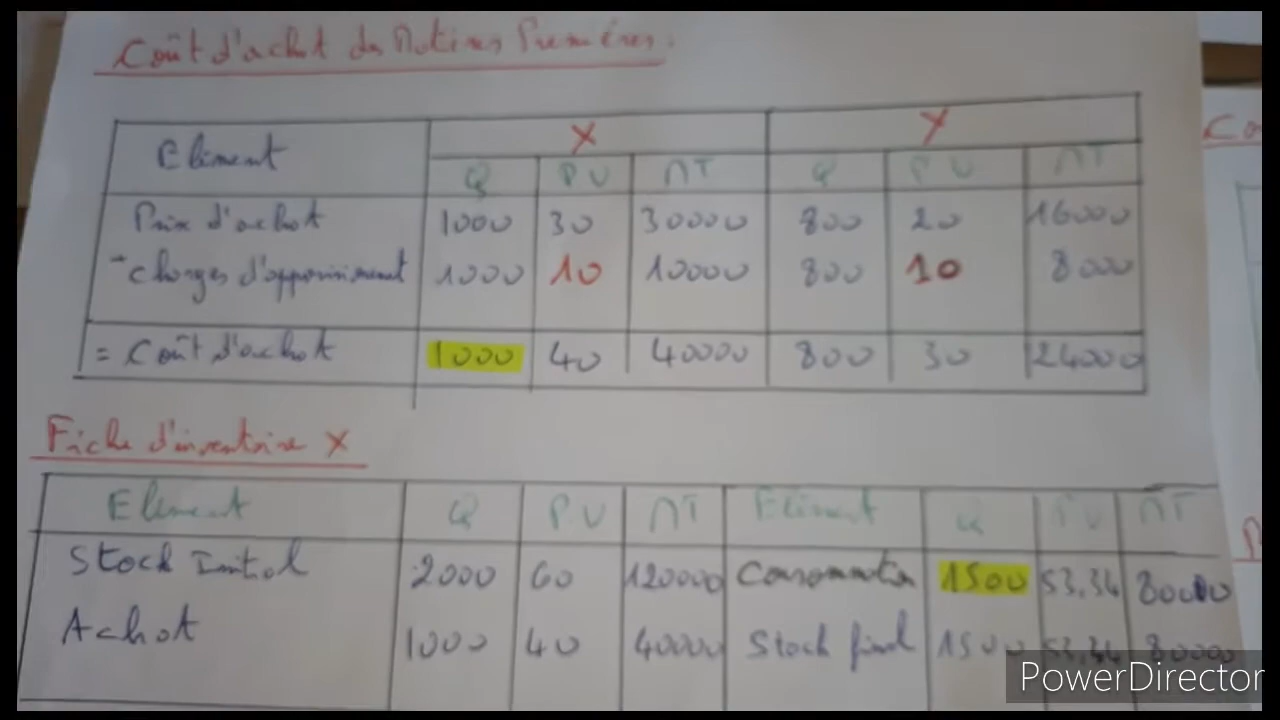 Coût d'achat des Matières Premières:
Elément X Y
Q PU MT Q PU MT
Prix d'achat 1000 30 30000 800 20 16000
- charges d'approvisionnement 1000 10 10000 800 10 8000
= Coût d'achat 1000 40 40000 800 30 24000
Fiche d'inventaire X
Elément Q PU MT Elément Q PU MT
Stock Initial 2000 60 120000 Consommation 1500 53,34 80000
Achat 1000 40 40000 Stock final 1500 53,34 80000
PowerDirector